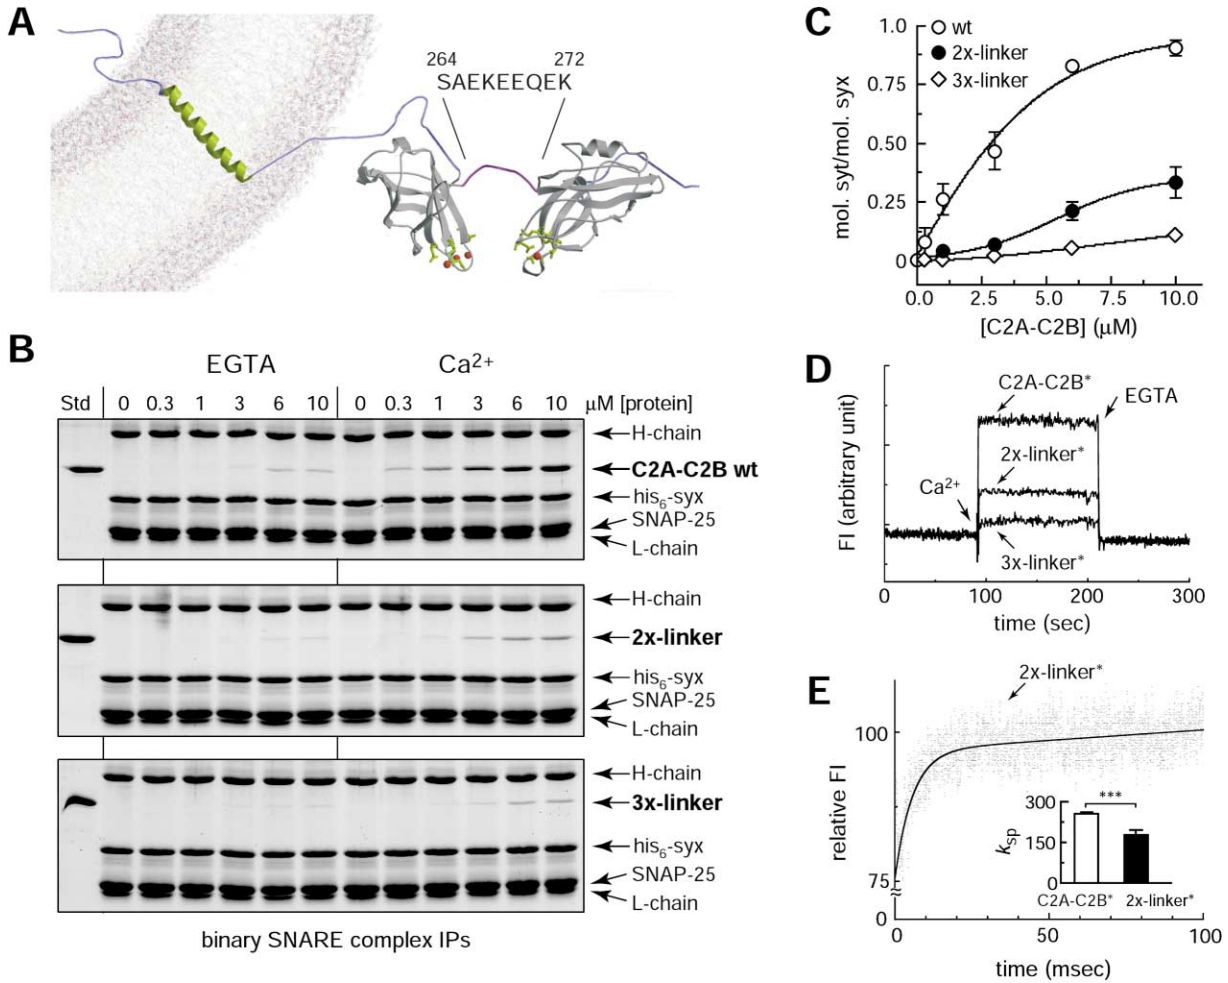 A
264 272
SAEKEEQEK
B
EGTA Ca²⁺
Std 0 0.3 1 3 6 10 0 0.3 1 3 6 10 μM [protein]
H-chain
C2A-C2B wt
his₆-syx
SNAP-25
L-chain
H-chain
2x-linker
his₆-syx
SNAP-25
L-chain
H-chain
3x-linker
his₆-syx
SNAP-25
L-chain
binary SNARE complex IPs
C
wt
2x-linker
3x-linker
mol. syt/mol. syx
1.0
0.75
0.50
0.25
0
0.0 2.5 5.0 7.5 10.0
[C2A-C2B] (μM)
D
FI (arbitrary unit)
C2A-C2B*
EGTA
2x-linker*
Ca²⁺
3x-linker*
0 100 200 300
time (sec)
E
2x-linker*
relative FI
100
75
0
***
kₛₚ
300
150
0
C2A-C2B* 2x-linker*
0 50 100
time (msec)